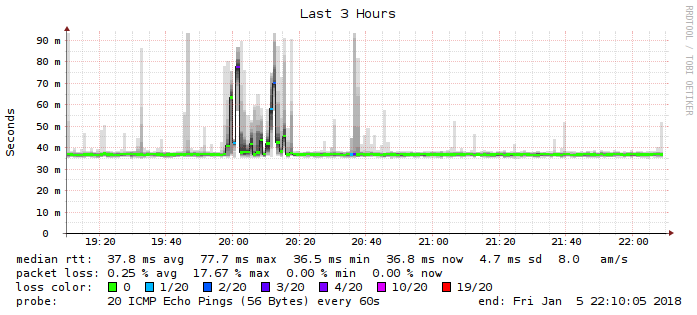 Last 3 Hours
RRDTOOL / TOBI OETIKER
Seconds
90 m
80 m
70 m
60 m
50 m
40 m
30 m
20 m
10 m
0
19:20 19:40 20:00 20:20 20:40 21:00 21:20 21:40 22:00
median rtt: 37.8 ms avg 77.7 ms max 36.5 ms min 36.8 ms now 4.7 ms sd 8.0 am/s
packet loss: 0.25 % avg 17.67 % max 0.00 % min 0.00 % now
loss color: 0 1/20 2/20 3/20 4/20 10/20 19/20
probe: 20 ICMP Echo Pings (56 Bytes) every 60s end: Fri Jan 5 22:10:05 2018